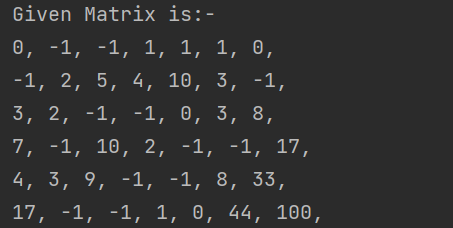 Given Matrix is:-
0, -1, -1, 1, 1, 1, 0,
-1, 2, 5, 4, 10, 3, -1,
3, 2, -1, -1, 0, 3, 8,
7, -1, 10, 2, -1, -1, 17,
4, 3, 9, -1, -1, 8, 33,
17, -1, -1, 1, 0, 44, 100,